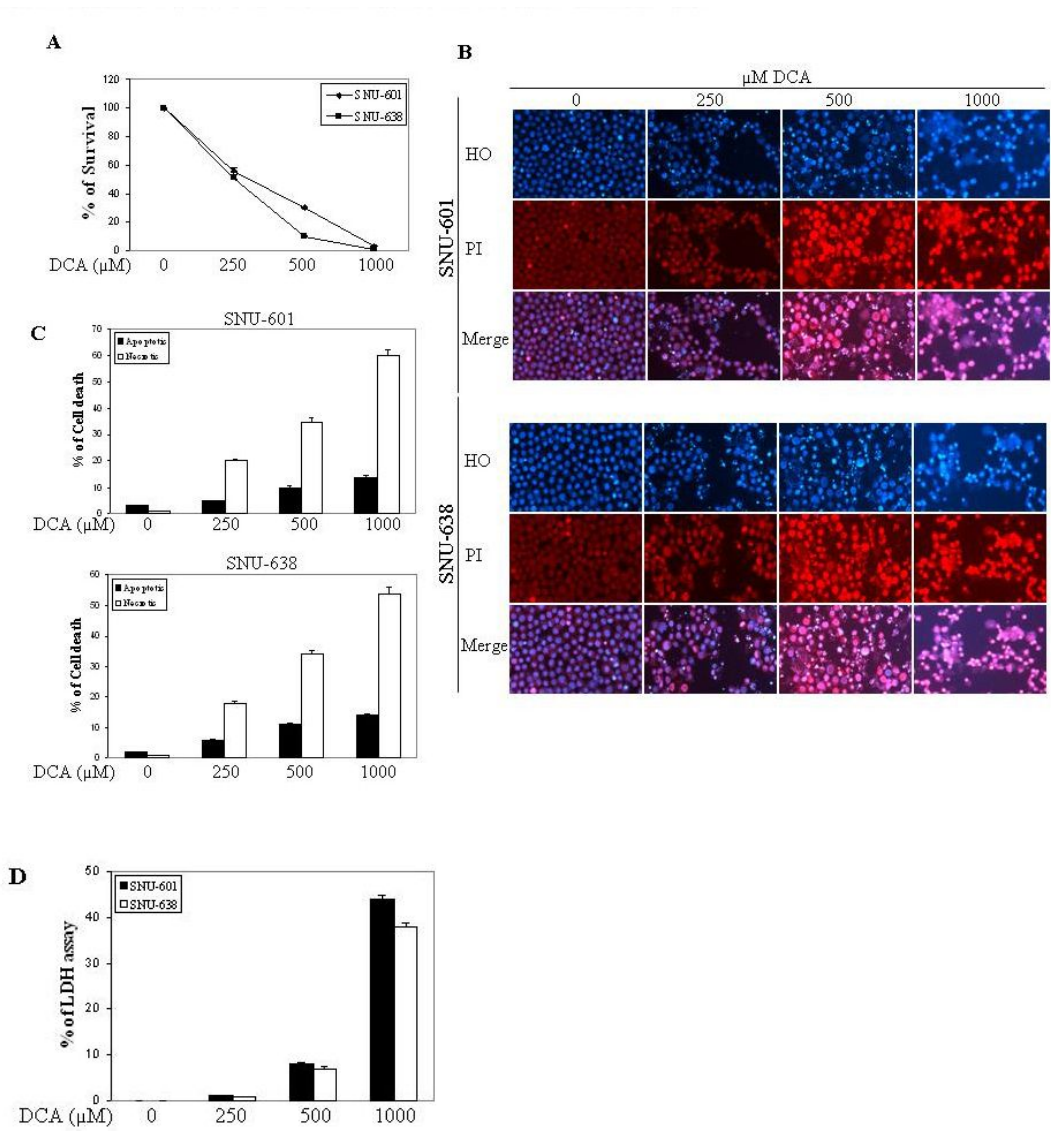 A
120
100
80
60
40
20
0
% of Survival
SNU-601
SNU-638
DCA (µM) 0 250 500 1000
B
µM DCA
0 250 500 1000
SNU-601
HO
PI
Merge
SNU-638
HO
PI
Merge
C
SNU-601
70
60
50
40
30
20
10
0
% of Cell death
Apoptotis
Necrotis
DCA (µM) 0 250 500 1000
SNU-638
60
50
40
30
20
10
0
% of Cell death
Apoptotis
Necrotis
DCA (µM) 0 250 500 1000
D
50
40
30
20
10
0
% of LDH assay
SNU-601
SNU-638
DCA (µM) 0 250 500 1000